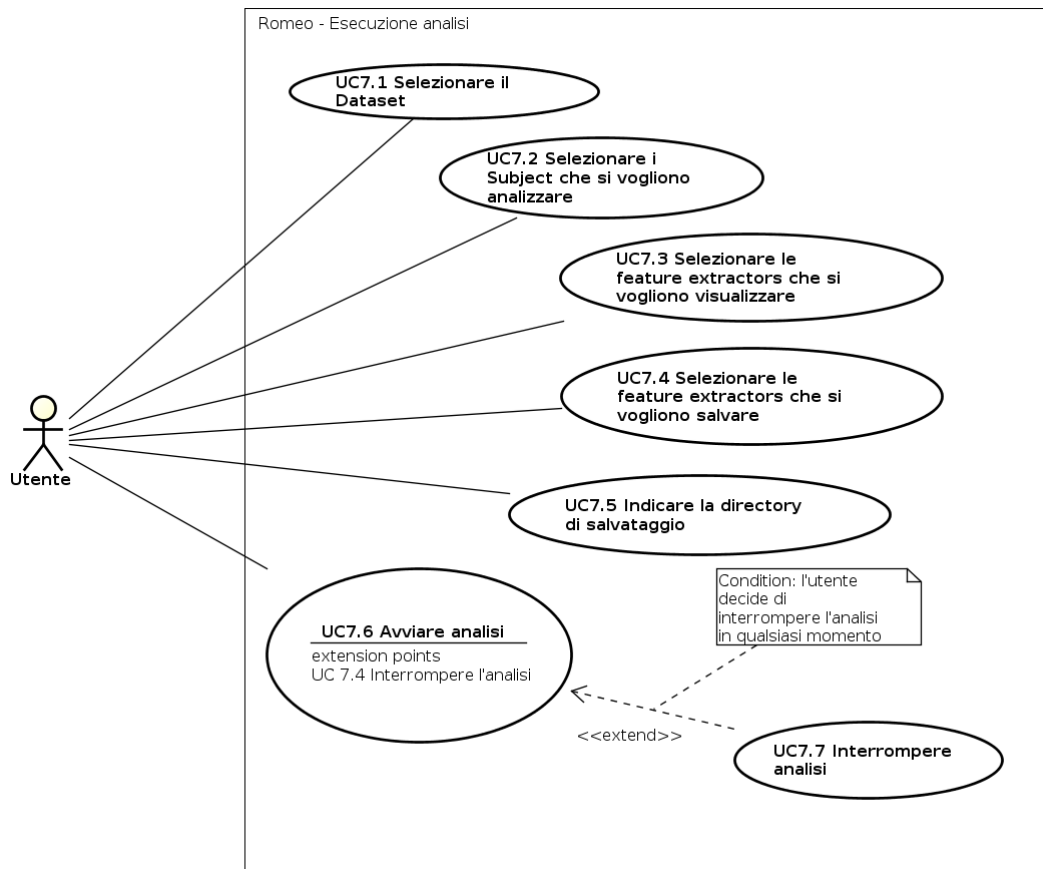 Romeo - Esecuzione analisi
UC7.1 Selezionare il
Dataset
UC7.2 Selezionare i
Subject che si vogliono
analizzare
UC7.3 Selezionare le
feature extractors che si
vogliono visualizzare
UC7.4 Selezionare le
feature extractors che si
vogliono salvare
Utente
UC7.5 Indicare la directory
di salvataggio
Condition: l'utente
decide di
interrompere l'analisi
in qualsiasi momento
UC7.6 Avviare analisi
extension points
UC 7.4 Interrompere l'analisi
<<extend>>
UC7.7 Interrompere
analisi